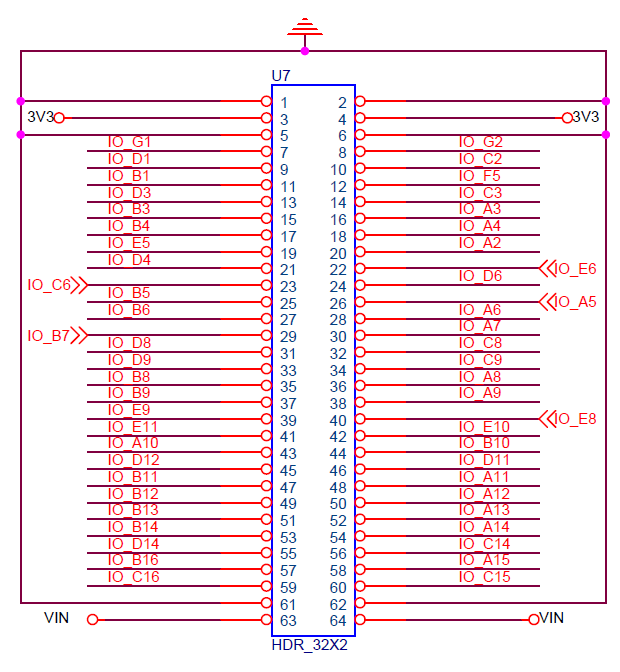 U7
1 2
3V3 3 4 3V3
5 6
IO_G1 7 8 IO_G2
IO_D1 9 10 IO_C2
IO_B1 11 12 IO_F5
IO_D3 13 14 IO_C3
IO_B3 15 16 IO_A3
IO_B4 17 18 IO_A4
IO_E5 19 20 IO_A2
IO_D4 21 22 IO_E6
IO_C6 23 24 IO_D6
IO_B5 25 26 IO_A5
IO_B6 27 28 IO_A6
IO_B7 29 30 IO_A7
IO_D8 31 32 IO_C8
IO_D9 33 34 IO_C9
IO_B8 35 36 IO_A8
IO_B9 37 38 IO_A9
IO_E9 39 40 IO_E8
IO_E11 41 42 IO_E10
IO_A10 43 44 IO_B10
IO_D12 45 46 IO_D11
IO_B11 47 48 IO_A11
IO_B12 49 50 IO_A12
IO_B13 51 52 IO_A13
IO_B14 53 54 IO_A14
IO_D14 55 56 IO_C14
IO_B16 57 58 IO_A15
IO_C16 59 60 IO_C15
61 62
VIN 63 64 VIN
HDR_32X2